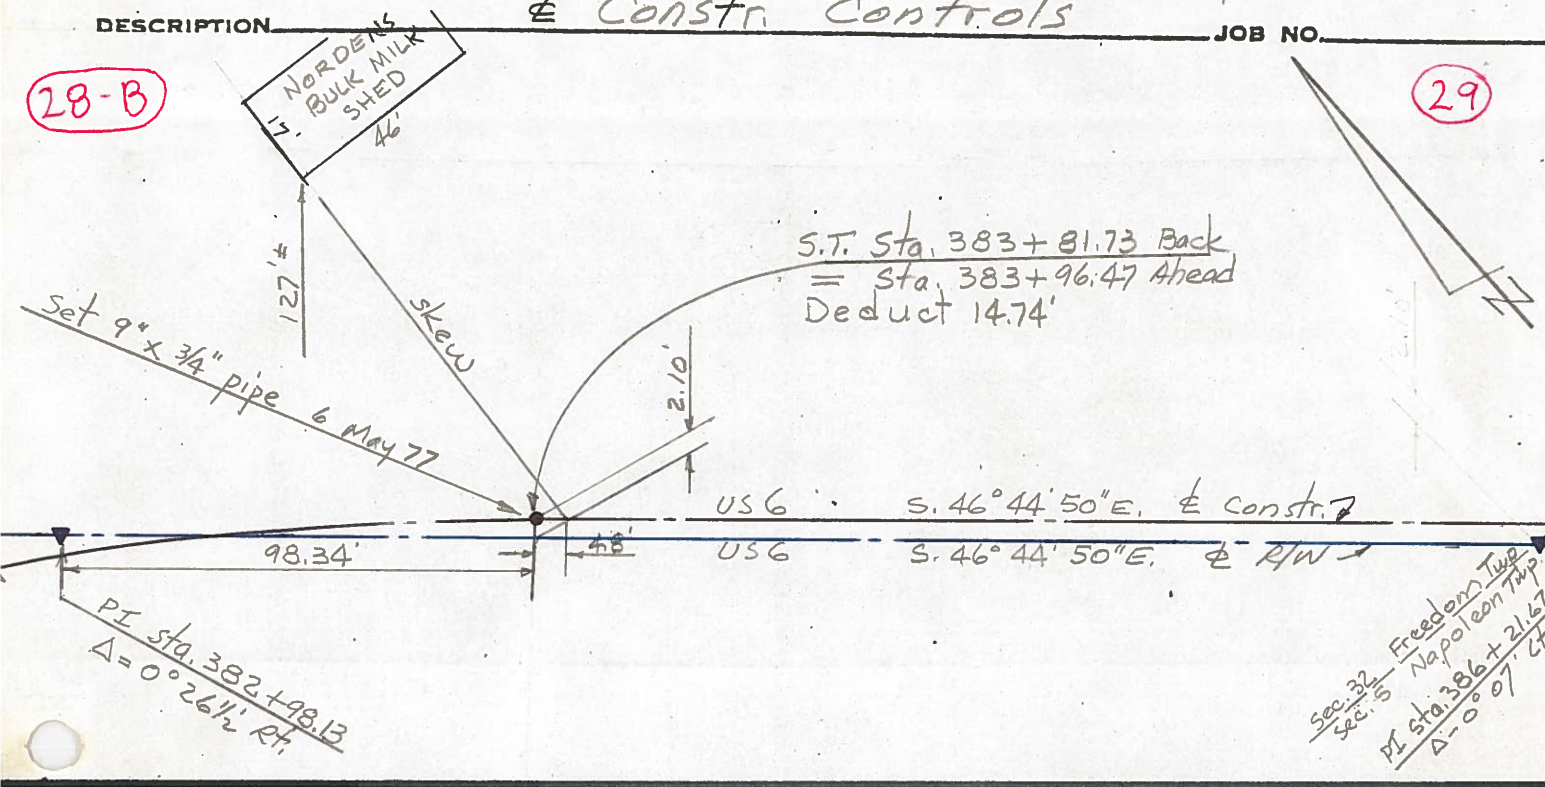 ℄ Constr. Controls
DESCRIPTION
JOB NO.
28-B
29
NORDENS
BULK MILK
SHED
17'
46'
127'±
skew
S.T. Sta. 383+81.73 Back
= Sta. 383+96.47 Ahead
Deduct 14.74'
Set 9" x 3/4" pipe 6 May 77
2.10'
N
US 6 S. 46°44'50"E. ℄ Constr.
98.34'
48'
US 6 S. 46°44'50"E. ℄ R/W
PI sta. 382+98.13
Δ= 0°26½' Rt.
Sec. 32 Freedom Twp
Sec. 5 Napoleon Twp.
PI sta. 386+21.67
Δ= 0°07' Lt